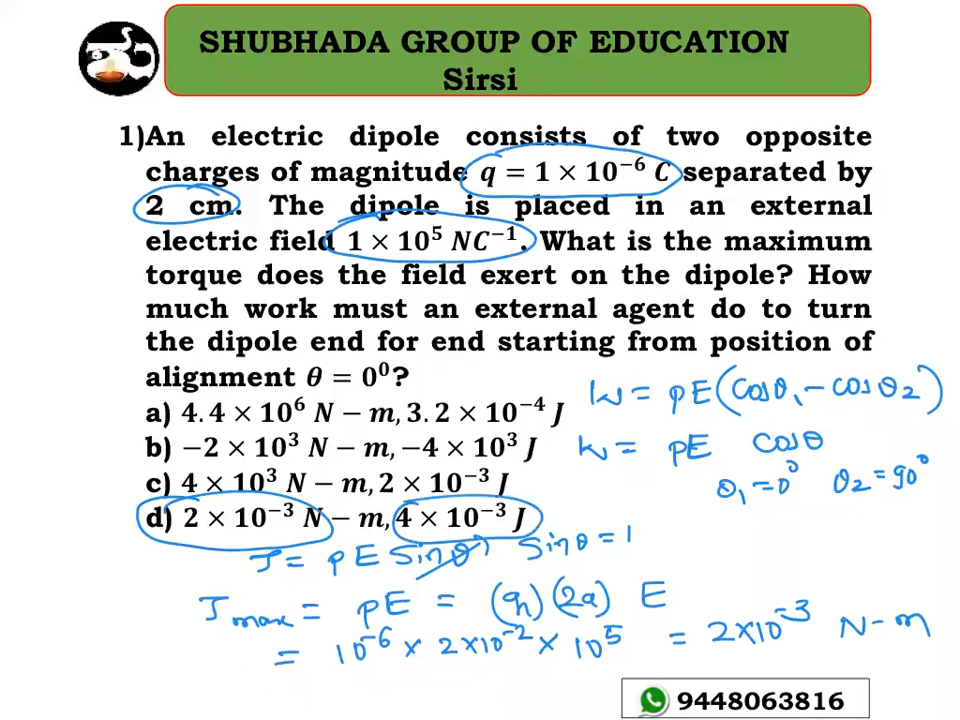 SHUBHADA GROUP OF EDUCATION
Sirsi
1)An electric dipole consists of two opposite
charges of magnitude q = 1 × 10⁻⁶ C separated by
2 cm. The dipole is placed in an external
electric field 1 × 10⁵ NC⁻¹. What is the maximum
torque does the field exert on the dipole? How
much work must an external agent do to turn
the dipole end for end starting from position of
alignment θ = 0⁰?
W = pE(cosθ₁ - cosθ₂)
a) 4.4 × 10⁶ N − m, 3.2 × 10⁻⁴ J
b) −2 × 10³ N − m, −4 × 10³ J
W = pE cosθ
c) 4 × 10³ N − m, 2 × 10⁻³ J
θ₁ = 0° θ₂ = 90°
d) 2 × 10⁻³ N − m, 4 × 10⁻³ J
τ = pE sinθ sinθ = 1
τmax = pE = (q)(2a) E
= 10⁻⁶ × 2×10⁻² × 10⁵ = 2×10⁻³ N-m
9448063816